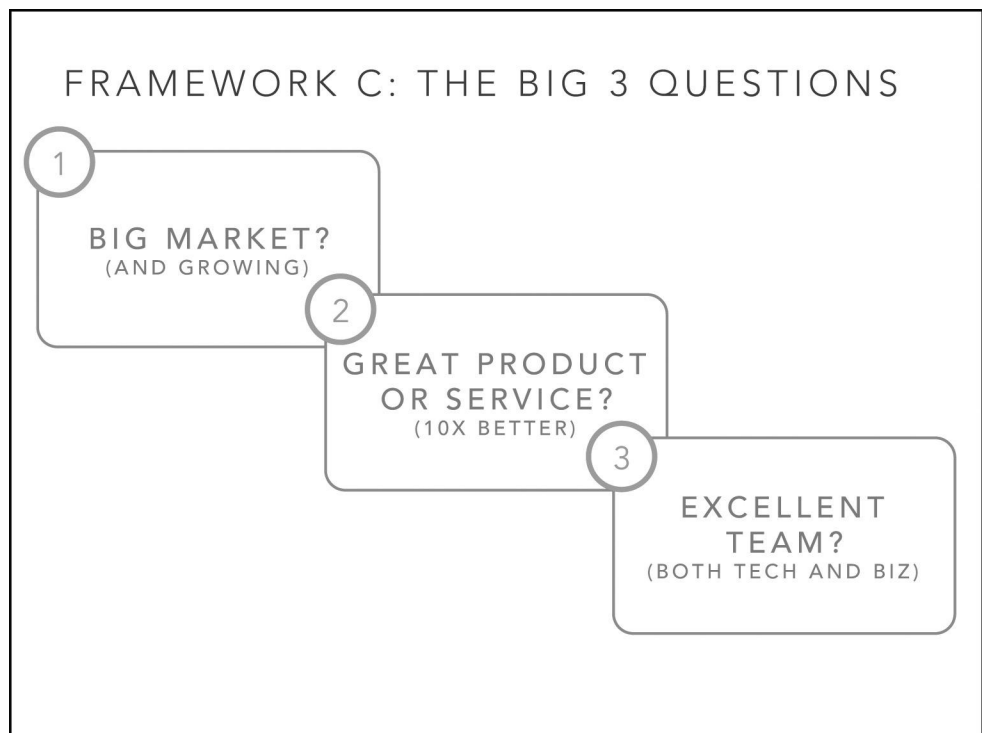 FRAMEWORK C: THE BIG 3 QUESTIONS
1
BIG MARKET?
(AND GROWING)
2
GREAT PRODUCT
OR SERVICE?
(10X BETTER)
3
EXCELLENT
TEAM?
(BOTH TECH AND BIZ)